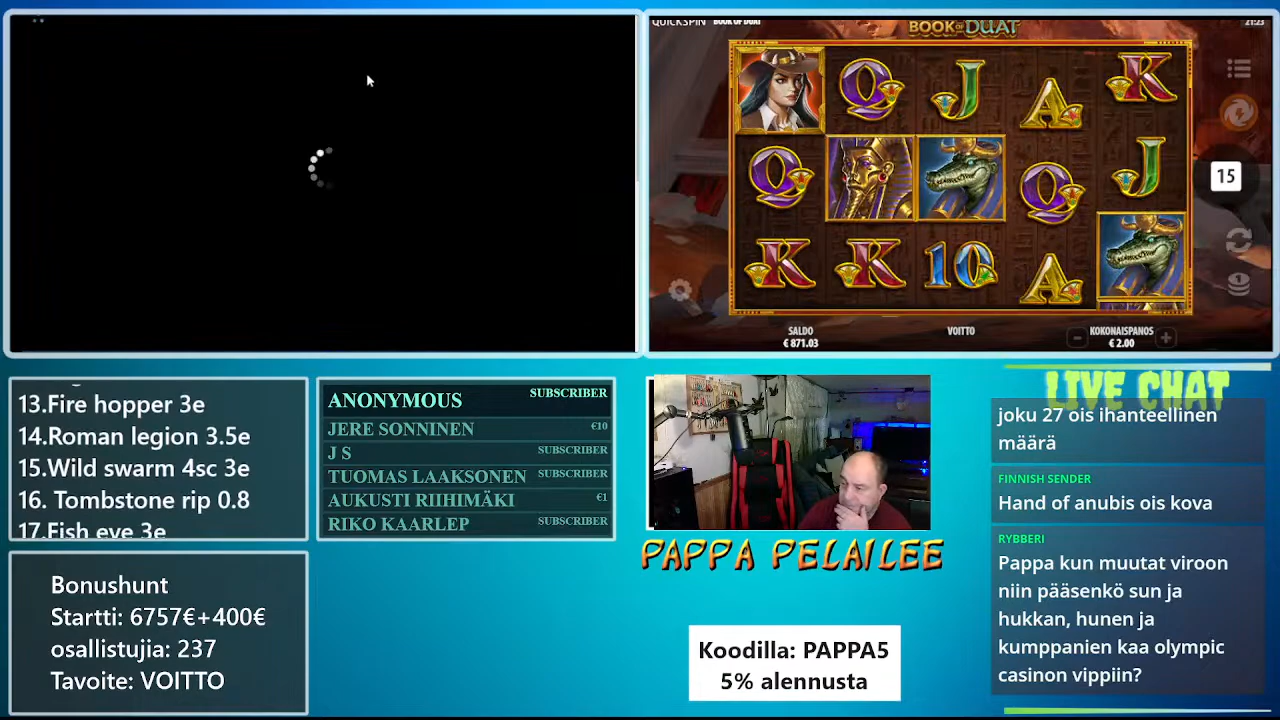 QUICKSPIN BOOK OF DUAT
21:23
BOOK OF DUAT
Q J A K
Q Q J
K K 10 A
15
SALDO
€ 871.03
VOITTO
KOKONAISPANOS
€ 2.00
13.Fire hopper 3e
14.Roman legion 3.5e
15.Wild swarm 4sc 3e
16. Tombstone rip 0.8
17.Fish eye 3e
ANONYMOUS SUBSCRIBER
JERE SONNINEN €10
J S SUBSCRIBER
TUOMAS LAAKSONEN SUBSCRIBER
AUKUSTI RIIHIMÄKI €1
RIKO KAARLEP SUBSCRIBER
Bonushunt
Startti: 6757€+400€
osallistujia: 237
Tavoite: VOITTO
PAPPA PELAILEE
Koodilla: PAPPA5
5% alennusta
LIVE CHAT
joku 27 ois ihanteellinen
määrä
FINNISH SENDER
Hand of anubis ois kova
RYBBERI
Pappa kun muutat viroon
niin pääsenkö sun ja
hukkan, hunen ja
kumppanien kaa olympic
casinon vippiin?